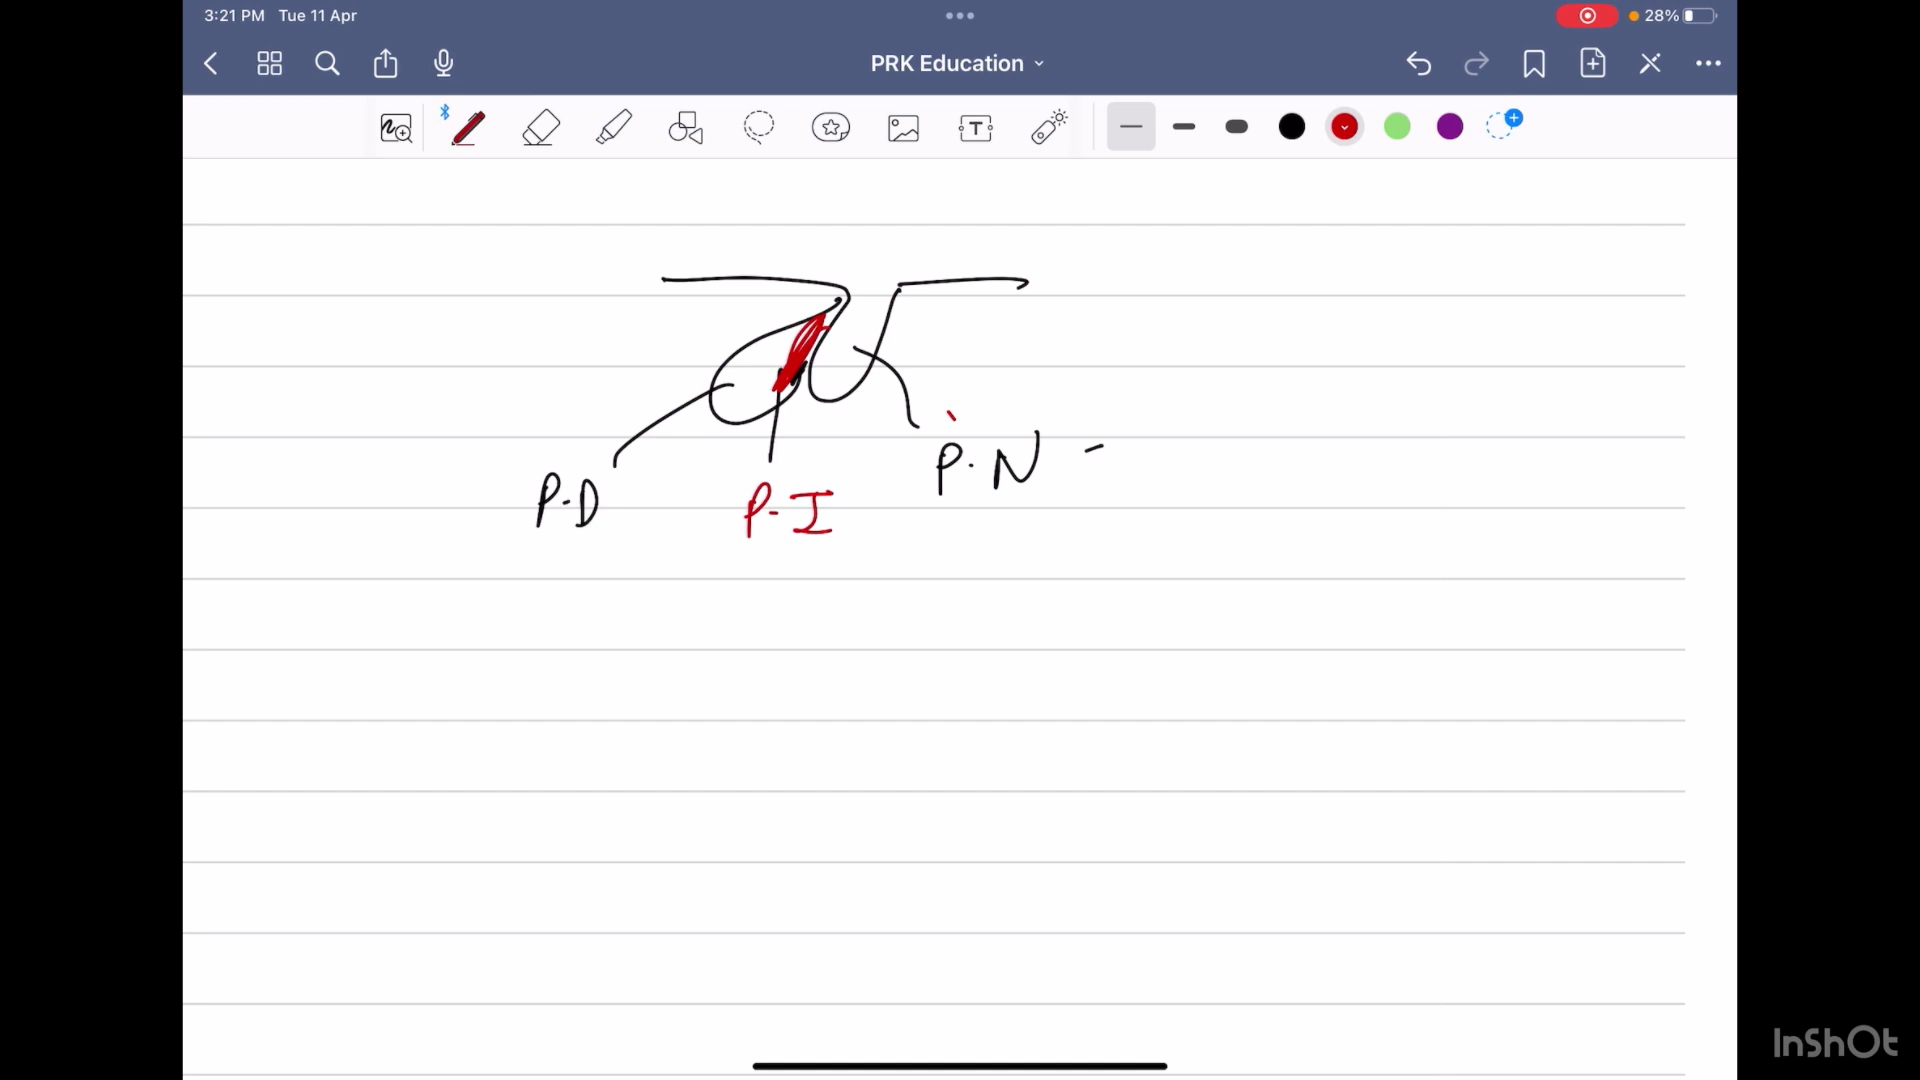 3:21 PM Tue 11 Apr
28%
PRK Education
T
P.N -
P-D
P-I
InShOt